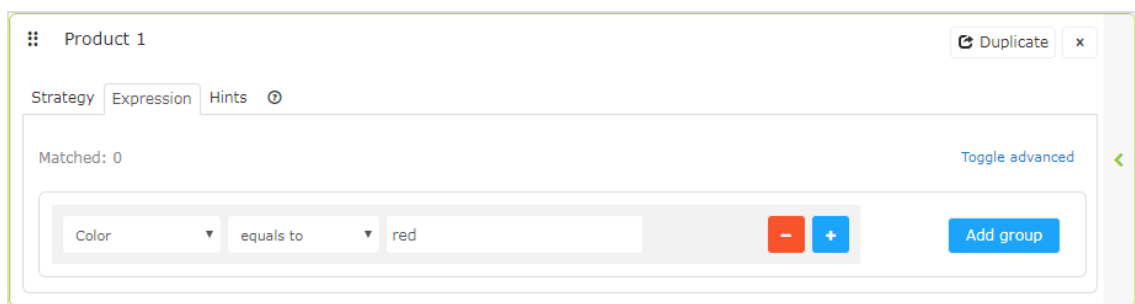 Product 1
Duplicate
x
Strategy Expression Hints
Matched: 0
Toggle advanced
Color equals to red
Add group